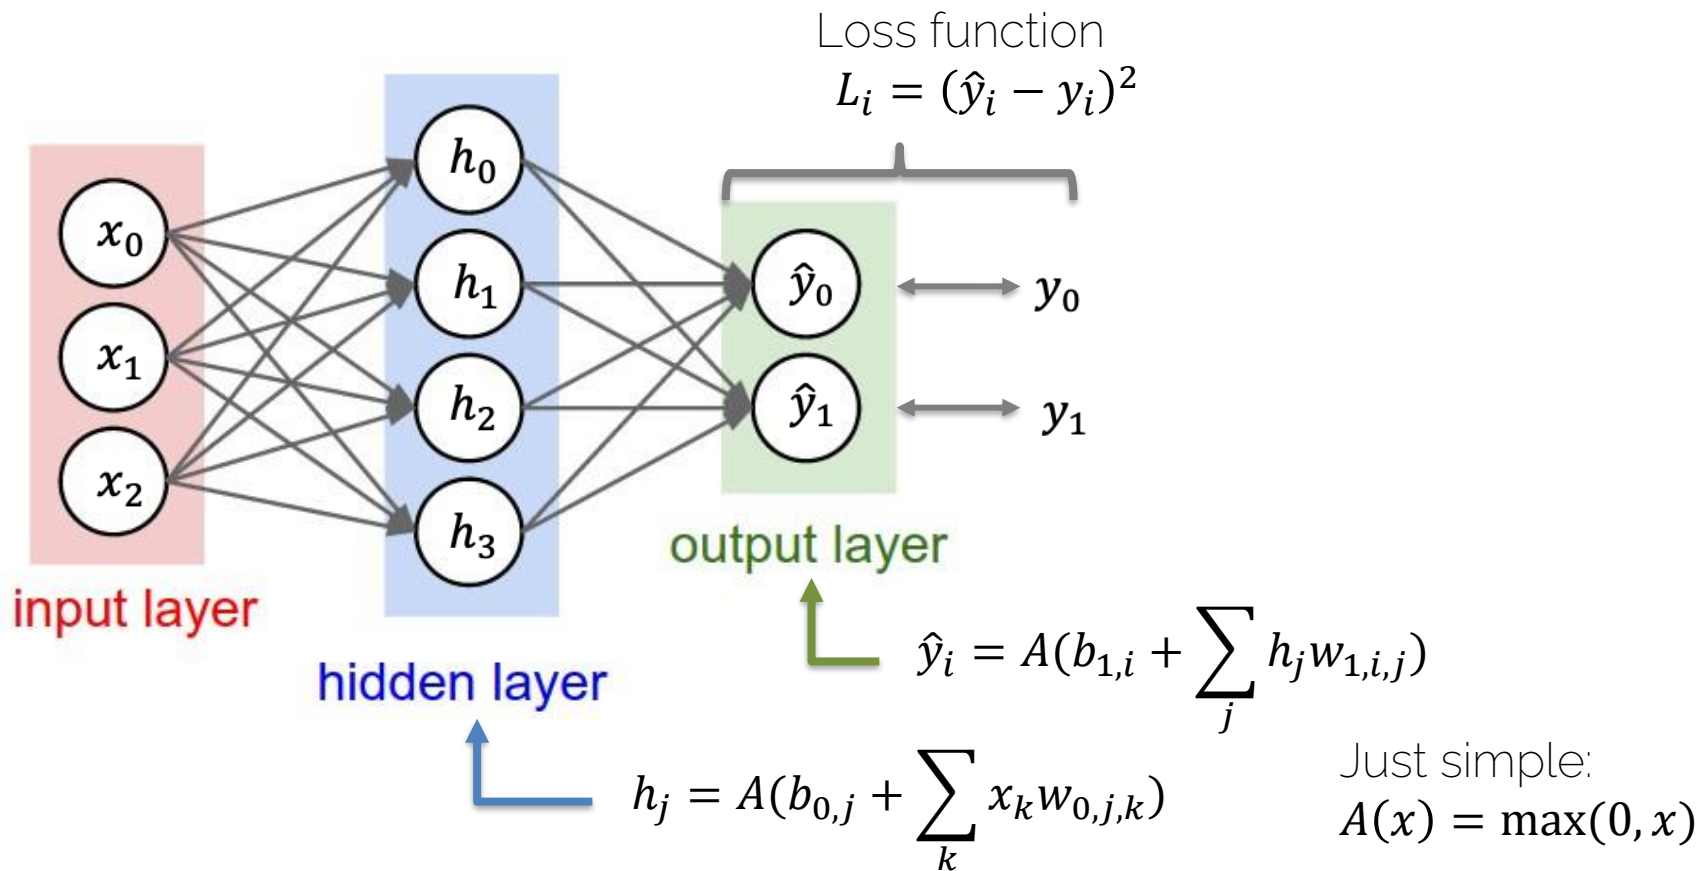 Loss function
L_i = (ŷ_i − y_i)^2
x_0
x_1
x_2
h_0
h_1
h_2
h_3
ŷ_0
ŷ_1
y_0
y_1
input layer
hidden layer
output layer
ŷ_i = A(b_{1,i} + ∑_j h_j w_{1,i,j})
h_j = A(b_{0,j} + ∑_k x_k w_{0,j,k})
Just simple:
A(x) = max(0, x)